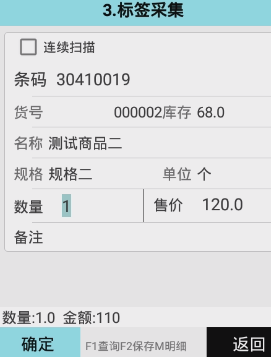 3.标签采集
连续扫描
条码 30410019
货号 000002库存 68.0
名称 测试商品二
规格 规格二 单位 个
数量 1 售价 120.0
备注
数量:1.0 金额:110
确定 F1查询F2保存M明细 返回